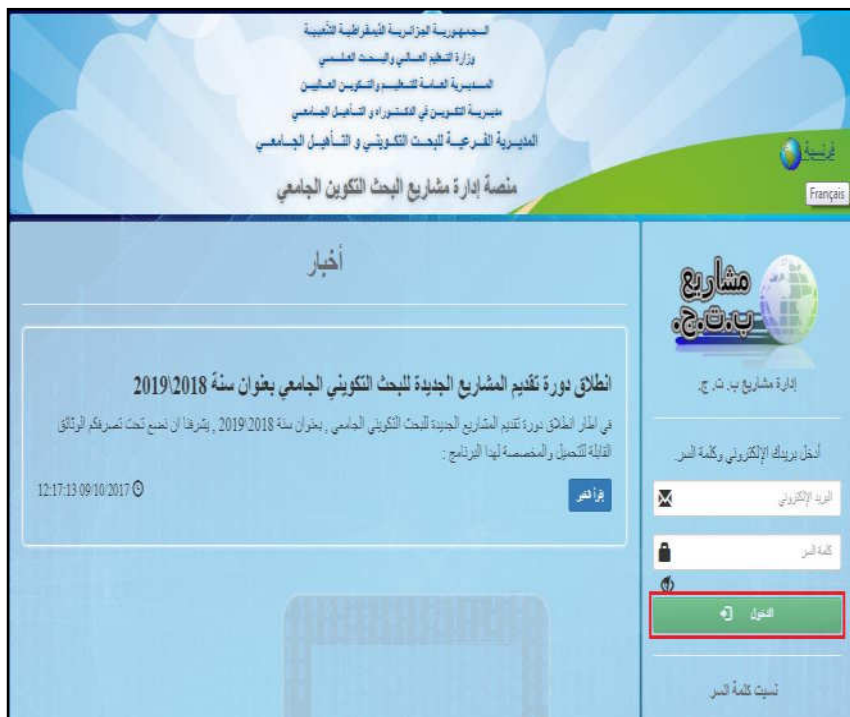 الجمهورية الجزائرية الديمقراطية الشعبية
وزارة التعليم العالي والبحث العلمي
المديرية العامة للتعليم والتكوين العاليين
مديرية التكوين في الدكتوراه و التأهيل الجامعي
المديرية الفرعية للبحث التكويني و التأهيل الجامعي
منصة إدارة مشاريع البحث التكوين الجامعي
فرنسية
Français
مشاريع
ب.ت.ج.
إدارة مشاريع ب. ت. ج.
أدخل بريدك الإلكتروني وكلمة السر.
البريد الإلكتروني
كلمة السر
الدخول
نسيت كلمة السر
أخبار
انطلاق دورة تقديم المشاريع الجديدة للبحث التكويني الجامعي بعنوان سنة 2018\2019
في اطار انطلاق دورة تقديم المشاريع الجديدة للبحث التكويني الجامعي , بعنوان سنة 2018\2019 , يشرفنا ان نضع تحت تصرفكم الوثائق
القابلة للتحميل والمخصصة لهذا البرنامج :
إقرأ الخبر
12:17:13 09/10/2017